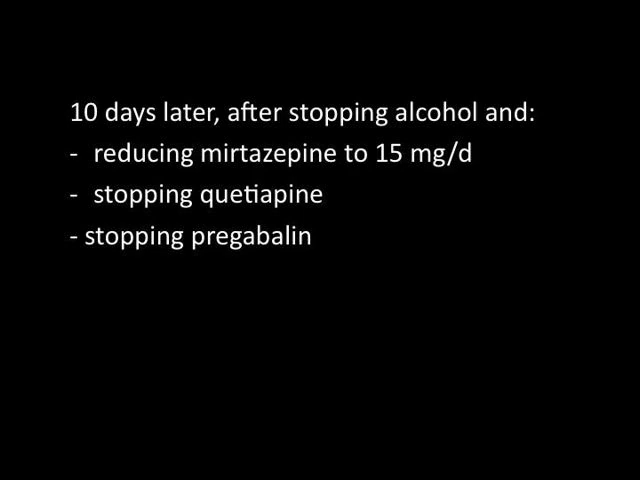 10 days later, after stopping alcohol and:
- reducing mirtazepine to 15 mg/d
- stopping quetiapine
- stopping pregabalin